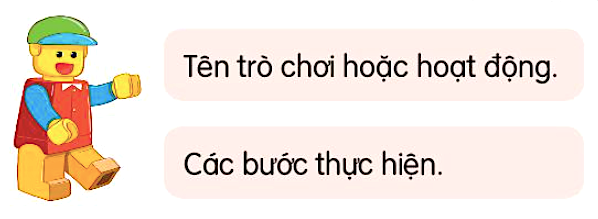 Tên trò chơi hoặc hoạt động.
Các bước thực hiện.